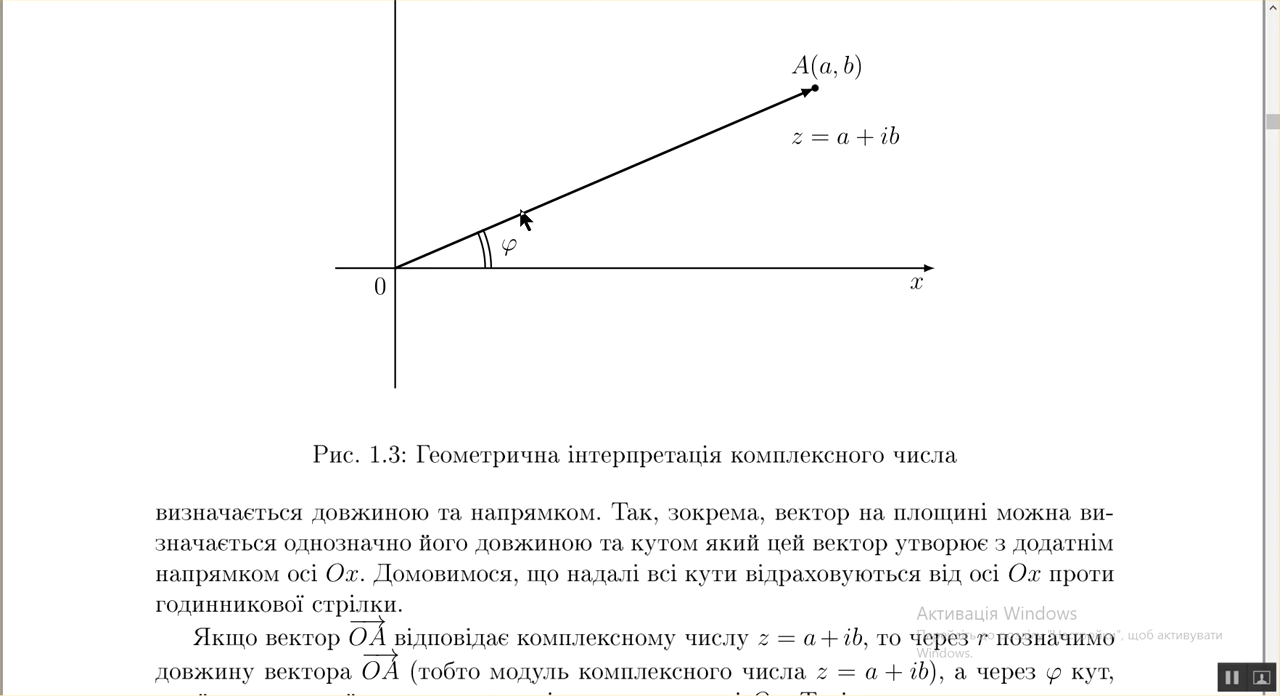 A(a, b)
z = a + ib
φ
0
x
Рис. 1.3: Геометрична інтерпретація комплексного числа
визначається довжиною та напрямком. Так, зокрема, вектор на площині можна ви-
значається однозначно його довжиною та кутом який цей вектор утворює з додатнім
напрямком осі Ox. Домовимося, що надалі всі кути відраховуються від осі Ox проти
годинникової стрілки.
Якщо вектор OA відповідає комплексному числу z = a + ib, то через r позначимо
довжину вектора OA (тобто модуль комплексного числа z = a + ib), а через φ кут,
Активація Windows
щоб активувати
Windows.